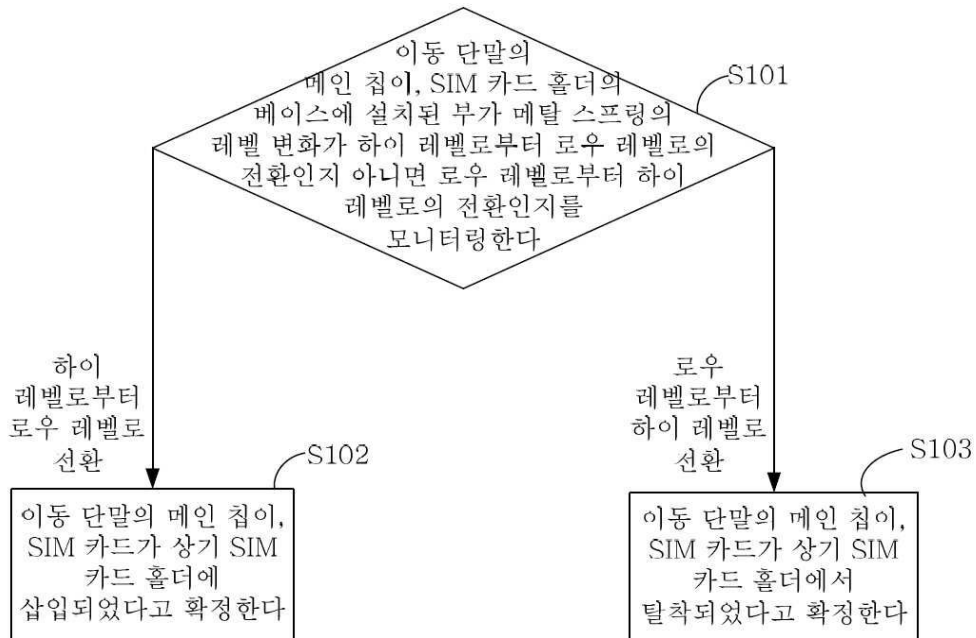 이동 단말의
메인 칩이, SIM 카드 홀더의
베이스에 설치된 부가 메탈 스프링의
레벨 변화가 하이 레벨로부터 로우 레벨로의
전환인지 아니면 로우 레벨로부터 하이
레벨로의 전환인지를
모니터링한다
S101
하이
레벨로부터
로우 레벨로
전환
로우
레벨로부터
하이 레벨로
전환
S102
이동 단말의 메인 칩이,
SIM 카드가 상기 SIM
카드 홀더에
삽입되었다고 확정한다
S103
이동 단말의 메인 칩이,
SIM 카드가 상기 SIM
카드 홀더에서
탈착되었다고 확정한다